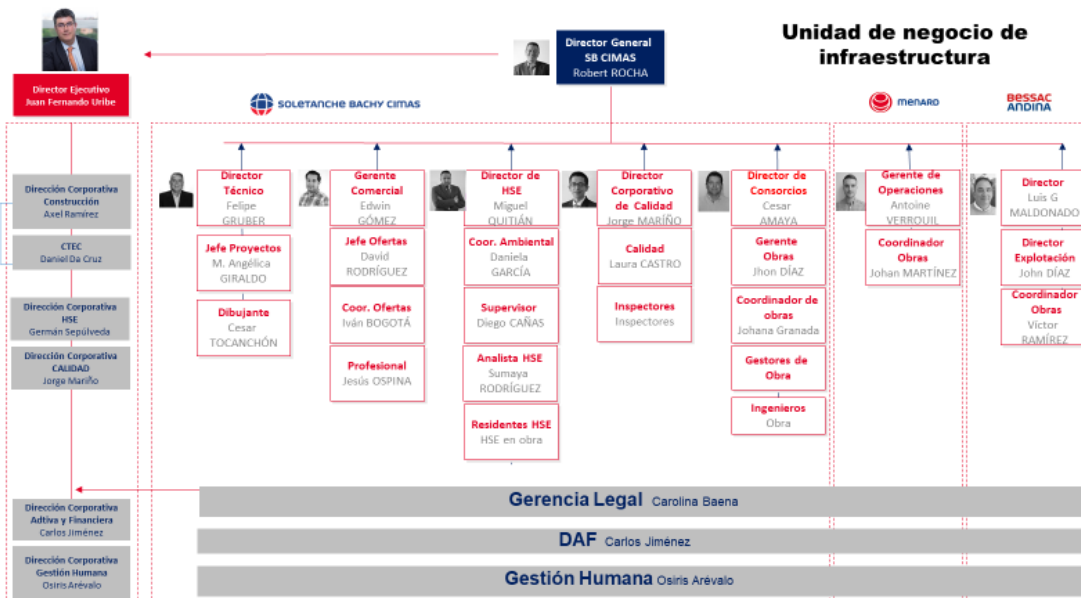 Unidad de negocio de
infraestructura
Director General
SB CIMAS
Robert ROCHA
Director Ejecutivo
Juan Fernando Uribe
SOLETANCHE BACHY CIMAS
menARD
BESSAC
ANDINA
Dirección Corporativa
Construcción
Axel Ramírez
CTEC
Daniel Da Cruz
Dirección Corporativa
HSE
Germán Sepúlveda
Dirección Corporativa
CALIDAD
Jorge Mariño
Dirección Corporativa
Adtiva y Financiera
Carlos Jiménez
Dirección Corporativa
Gestión Humana
Osiris Arévalo
Director
Técnico
Felipe
GRUBER
Jefe Proyectos
M. Angélica
GIRALDO
Dibujante
Cesar
TOCANCHÓN
Gerente
Comercial
Edwin
GÓMEZ
Jefe Ofertas
David
RODRÍGUEZ
Coor. Ofertas
Iván BOGOTÁ
Profesional
Jesús OSPINA
Director de
HSE
Miguel
QUITIÁN
Coor. Ambiental
Daniela
GARCÍA
Supervisor
Diego CAÑAS
Analista HSE
Sumaya
RODRÍGUEZ
Residentes HSE
HSE en obra
Director
Corporativo
de Calidad
Jorge MARÍÑO
Calidad
Laura CASTRO
Inspectores
Inspectores
Director
de Consorcios
Cesar
AMAYA
Gerente
Obras
Jhon DÍAZ
Coordinador de
obras
Johana Granada
Gestores de
Obra
Ingenieros
Obra
Gerente de
Operaciones
Antoine
VERROUIL
Coordinador
Obras
Johan MARTÍNEZ
Director
Luis G
MALDONADO
Director
Explotación
John DÍAZ
Coordinador
Obras
Víctor
RAMÍREZ
Gerencia Legal Carolina Baena
DAF Carlos Jiménez
Gestión Humana Osiris Arévalo